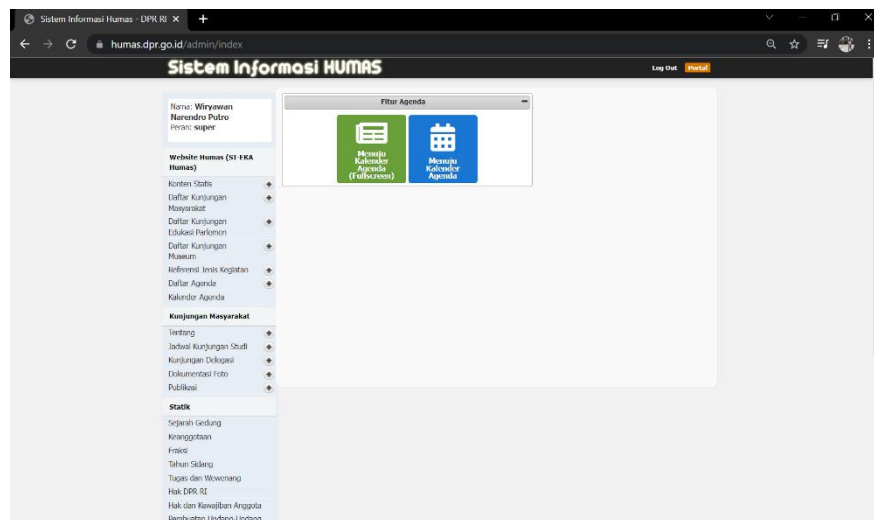 Sistem Informasi Humas - DPR RI
humas.dpr.go.id/admin/index
Sistem Informasi HUMAS
Log Out Portal
Nama: Wiryawan
Narendro Putro
Peran: super
Website Humas (SI-EKA
Humas)
Konten Statis
Daftar Kunjungan
Masyarakat
Daftar Kunjungan
Edukasi Parlemen
Daftar Kunjungan
Museum
Referensi Jenis Kegiatan
Daftar Agenda
Kalender Agenda
Kunjungan Masyarakat
Tentang
Jadwal Kunjungan Studi
Kunjungan Delegasi
Dokumentasi Foto
Publikasi
Statik
Sejarah Gedung
Keanggotaan
Fraksi
Tahun Sidang
Tugas dan Wewenang
Hak DPR RI
Hak dan Kewajiban Anggota
Pembuatan Undang-Undang
Fitur Agenda
Menuju
Kalender
Agenda
(Fullscreen)
Menuju
Kalender
Agenda